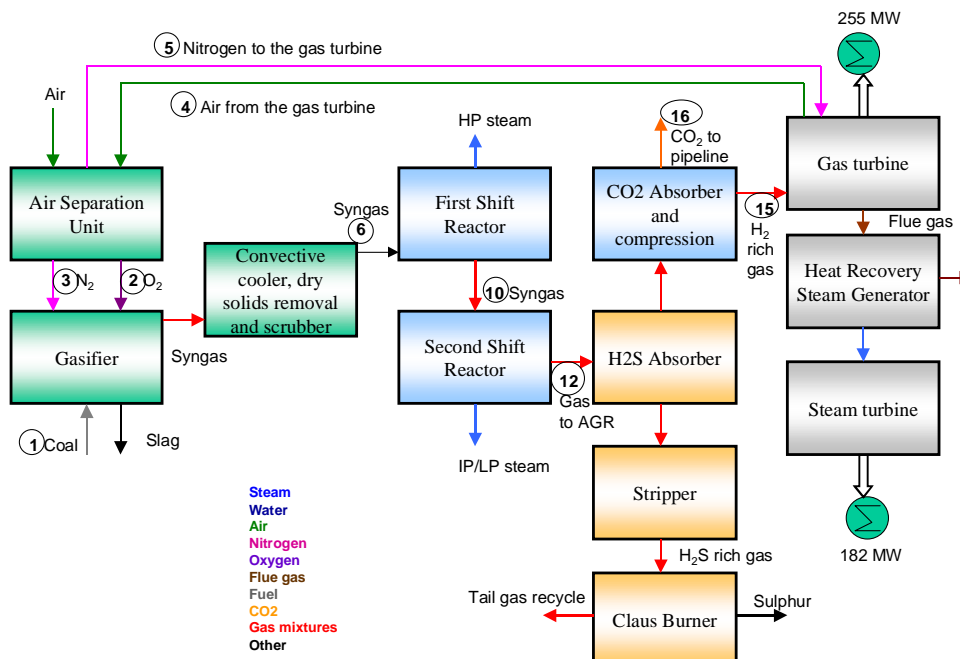 255 MW
5 Nitrogen to the gas turbine
Air
4 Air from the gas turbine
HP steam
16
CO₂ to
pipeline
Gas turbine
Air Separation
Unit
Syngas
6
First Shift
Reactor
CO2 Absorber
and
compression
15
H₂
rich
gas
Flue gas
3 N₂
2 O₂
Convective
cooler, dry
solids removal
and scrubber
10 Syngas
Heat Recovery
Steam Generator
Gasifier
Syngas
Second Shift
Reactor
12
Gas
to AGR
H2S Absorber
Steam turbine
1 Coal
Slag
IP/LP steam
Stripper
182 MW
Steam
Water
Air
Nitrogen
Oxygen
Flue gas
Fuel
CO2
Gas mixtures
Other
H₂S rich gas
Tail gas recycle
Claus Burner
Sulphur